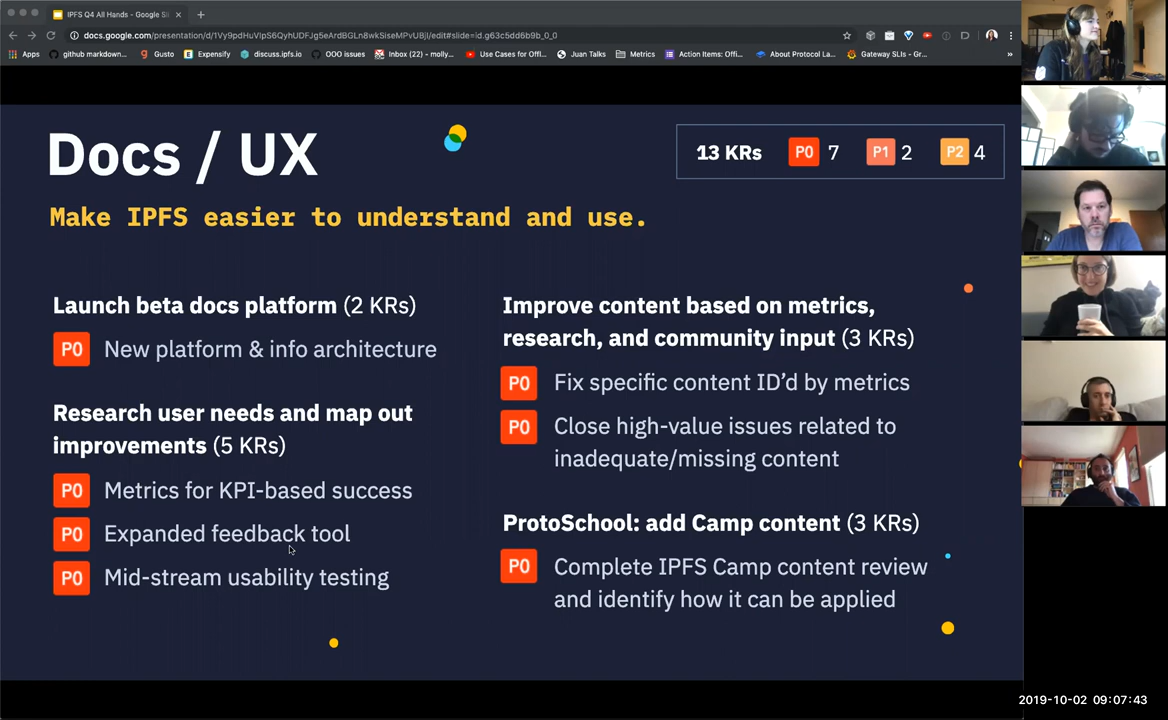 IPFS Q4 All Hands - Google Sli
docs.google.com/presentation/d/1Vy9pdHuVIpS6QyhUDFJg5eArdBGLn8wkSiseMPvUBjI/edit#slide=id.g63c5dd6b9b_0_0
Apps github markdown... Gusto Expensify discuss.ipfs.io OOO issues Inbox (22) - molly... Use Cases for Off... Juan Talks Metrics Action Items: Offi... About Protocol La... Gateway SLIs - Gr... »
Docs / UX
13 KRs P0 7 P1 2 P2 4
Make IPFS easier to understand and use.
Launch beta docs platform (2 KRs)
P0 New platform & info architecture
Research user needs and map out
improvements (5 KRs)
P0 Metrics for KPI-based success
P0 Expanded feedback tool
P0 Mid-stream usability testing
Improve content based on metrics,
research, and community input (3 KRs)
P0 Fix specific content ID’d by metrics
P0 Close high-value issues related to
inadequate/missing content
ProtoSchool: add Camp content (3 KRs)
P0 Complete IPFS Camp content review
and identify how it can be applied
2019-10-02 09:07:43